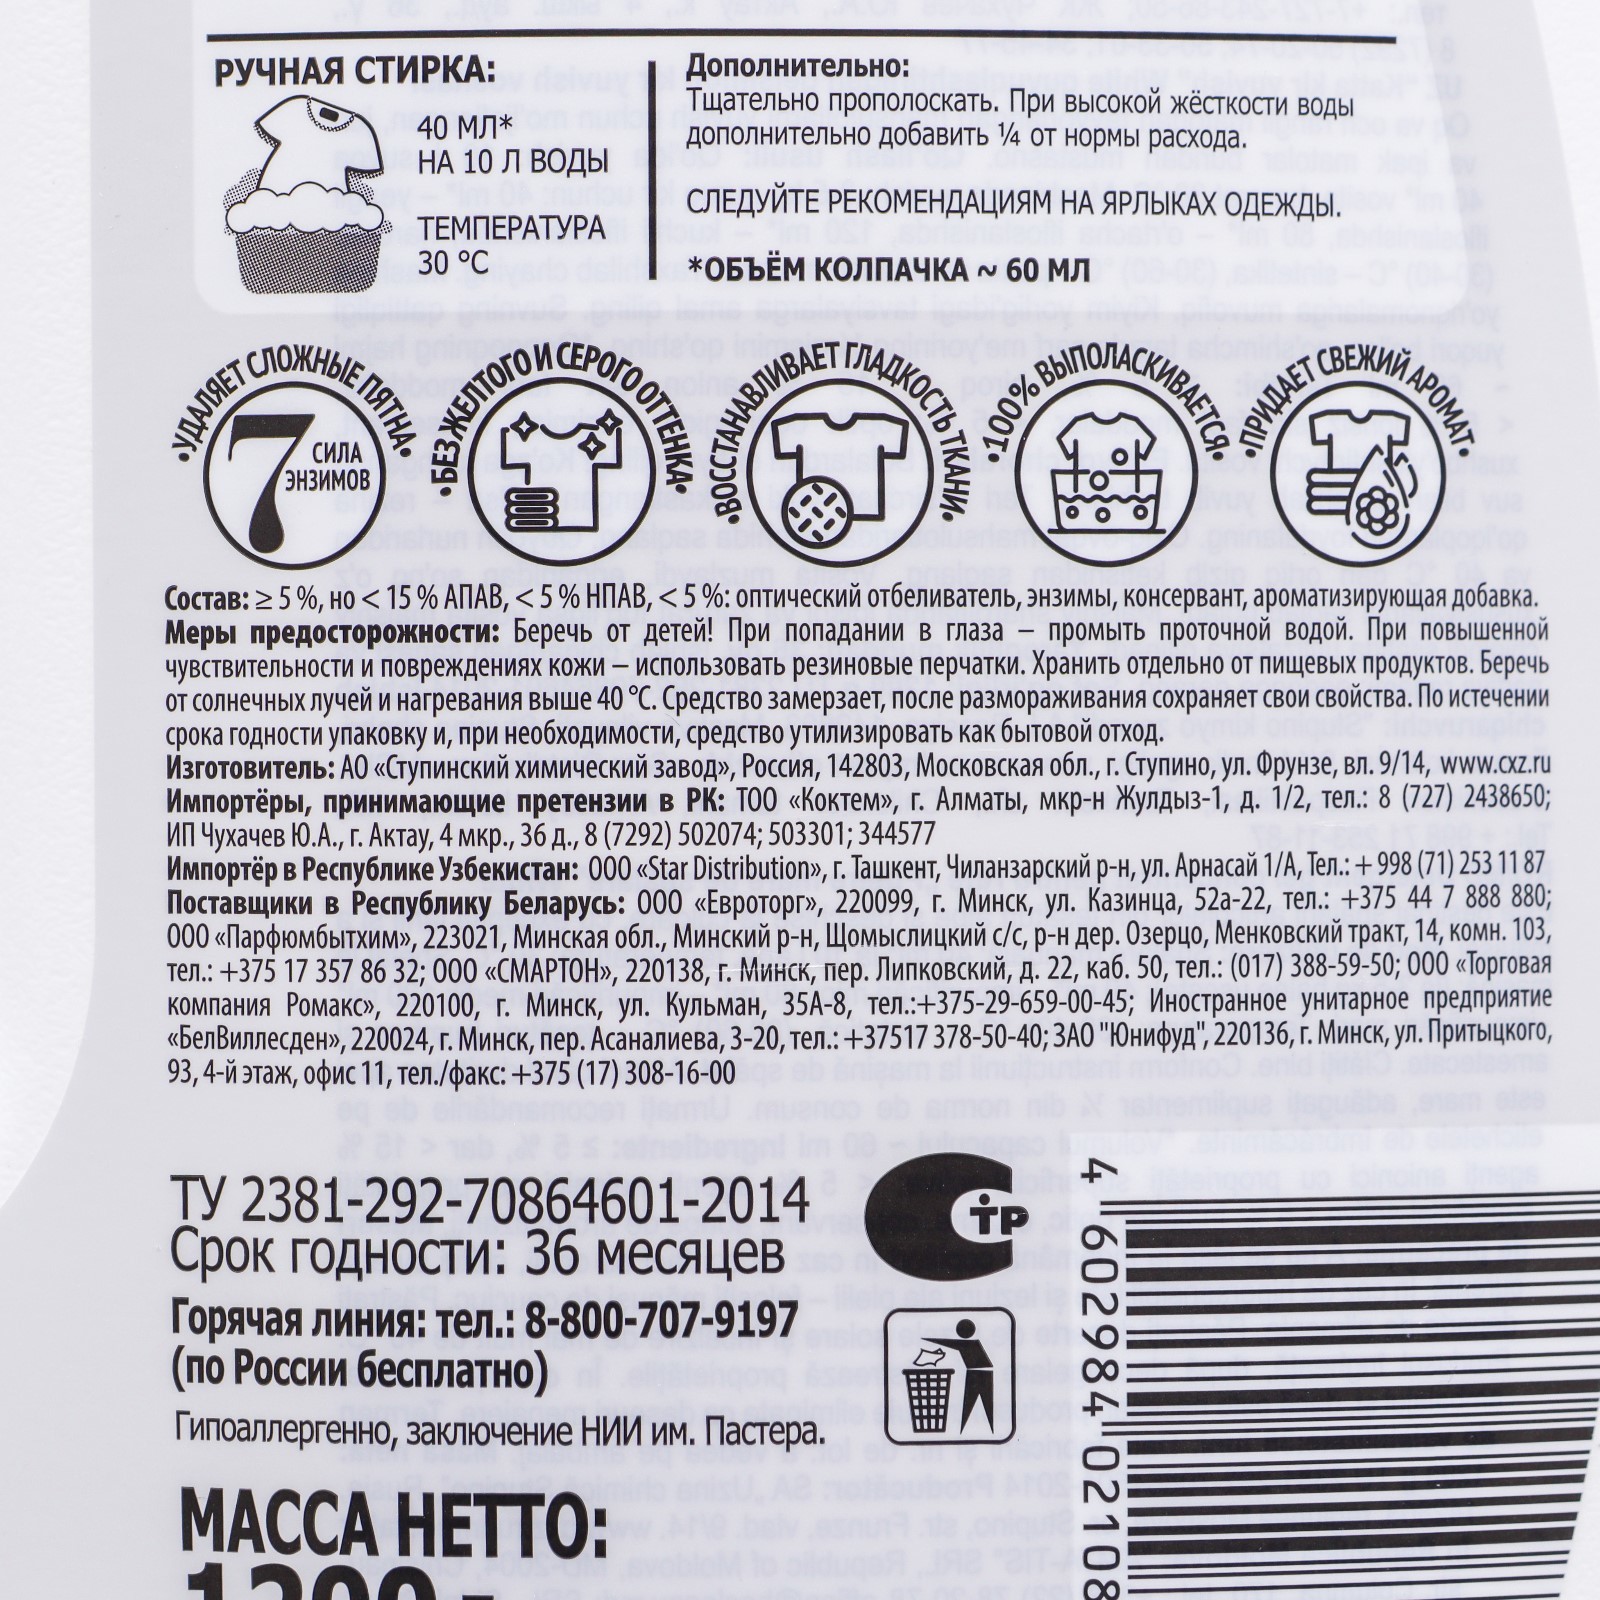 РУЧНАЯ СТИРКА:
40 МЛ*
НА 10 Л ВОДЫ
ТЕМПЕРАТУРА
30 °С
Дополнительно:
Тщательно прополоскать. При высокой жёсткости воды
дополнительно добавить ¼ от нормы расхода.
СЛЕДУЙТЕ РЕКОМЕНДАЦИЯМ НА ЯРЛЫКАХ ОДЕЖДЫ.
*ОБЪЁМ КОЛПАЧКА ~ 60 МЛ
•УДАЛЯЕТ СЛОЖНЫЕ ПЯТНА•
7 СИЛА
ЭНЗИМОВ
•БЕЗ ЖЕЛТОГО И СЕРОГО ОТТЕНКА•
•ВОССТАНАВЛИВАЕТ ГЛАДКОСТЬ ТКАНИ•
•100% ВЫПОЛАСКИВАЕТСЯ•
•ПРИДАЕТ СВЕЖИЙ АРОМАТ•
Состав: ≥ 5 %, но < 15 % АПАВ, < 5 % НПАВ, < 5 %: оптический отбеливатель, энзимы, консервант, ароматизирующая добавка.
Меры предосторожности: Беречь от детей! При попадании в глаза – промыть проточной водой. При повышенной
чувствительности и повреждениях кожи – использовать резиновые перчатки. Хранить отдельно от пищевых продуктов. Беречь
от солнечных лучей и нагревания выше 40 °С. Средство замерзает, после размораживания сохраняет свои свойства. По истечении
срока годности упаковку и, при необходимости, средство утилизировать как бытовой отход.
Изготовитель: АО «Ступинский химический завод», Россия, 142803, Московская обл., г. Ступино, ул. Фрунзе, вл. 9/14, www.cxz.ru
Импортёры, принимающие претензии в РК: ТОО «Коктем», г. Алматы, мкр-н Жулдыз-1, д. 1/2, тел.: 8 (727) 2438650;
ИП Чухачев Ю.А., г. Актау, 4 мкр., 36 д., 8 (7292) 502074; 503301; 344577
Импортёр в Республике Узбекистан: ООО «Star Distribution», г. Ташкент, Чиланзарский р-н, ул. Арнасай 1/А, Тел.: + 998 (71) 253 11 87
Поставщики в Республику Беларусь: ООО «Евроторг», 220099, г. Минск, ул. Казинца, 52а-22, тел.: +375 44 7 888 880;
ООО «Парфюмбытхим», 223021, Минская обл., Минский р-н, Щомыслицкий с/с, р-н дер. Озерцо, Менковский тракт, 14, комн. 103,
тел.: +375 17 357 86 32; ООО «СМАРТОН», 220138, г. Минск, пер. Липковский, д. 22, каб. 50, тел.: (017) 388-59-50; ООО «Торговая
компания Ромакс», 220100, г. Минск, ул. Кульман, 35А-8, тел.:+375-29-659-00-45; Иностранное унитарное предприятие
«БелВиллесден», 220024, г. Минск, пер. Асаналиева, 3-20, тел.: +37517 378-50-40; ЗАО "Юнифуд", 220136, г. Минск, ул. Притыцкого,
93, 4-й этаж, офис 11, тел./факс: +375 (17) 308-16-00
ТУ 2381-292-70864601-2014
Срок годности: 36 месяцев
Горячая линия: тел.: 8-800-707-9197
(по России бесплатно)
Гипоаллергенно, заключение НИИ им. Пастера.
МАССА НЕТТО:
СТР
4 602984 02108